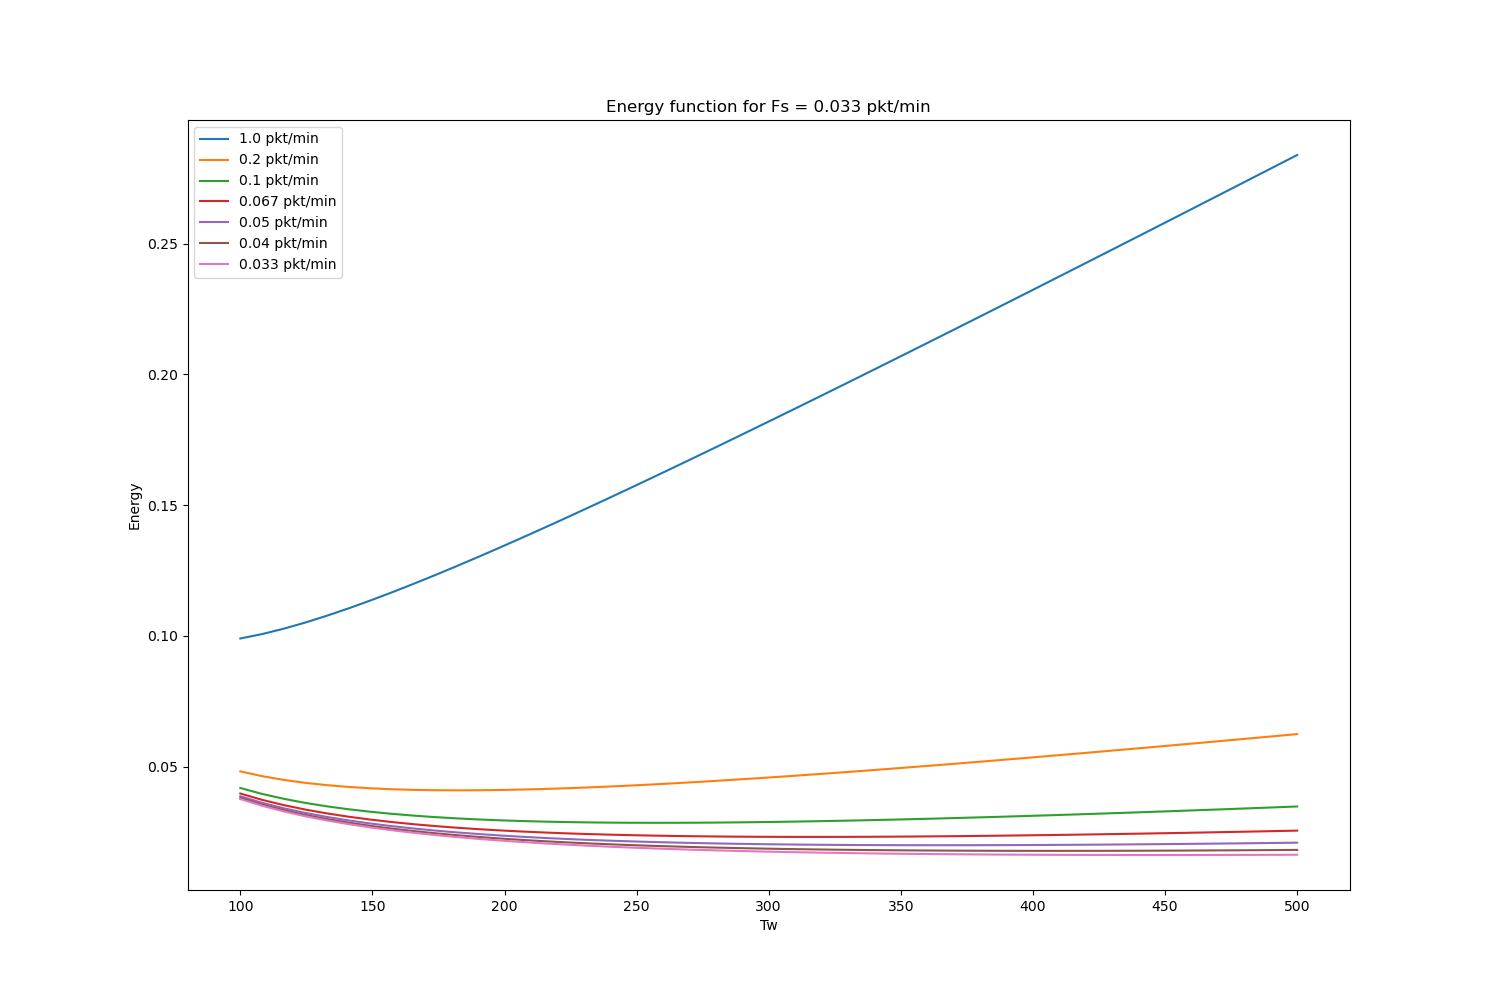 Energy function for Fs = 0.033 pkt/min
1.0 pkt/min
0.2 pkt/min
0.1 pkt/min
0.067 pkt/min
0.05 pkt/min
0.04 pkt/min
0.033 pkt/min
0.25
0.20
0.15
0.10
0.05
Energy
100 150 200 250 300 350 400 450 500
Tw